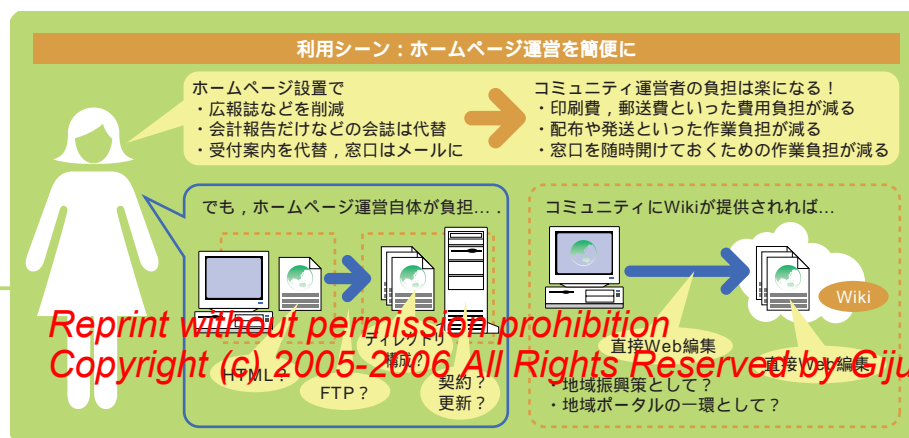 利用シーン：ホームページ運営を簡便に
ホームページ設置で
・広報誌などを削減
・会計報告だけなどの会誌は代替
・受付案内を代替，窓口はメールに
コミュニティ運営者の負担は楽になる！
・印刷費，郵送費といった費用負担が減る
・配布や発送といった作業負担が減る
・窓口を随時開けておくための作業負担が減る
でも，ホームページ運営自体が負担... .
HTML？
FTP？
ディレクトリ
構成？
契約？
更新？
コミュニティにWikiが提供されれば...
Wiki
直接Web編集
直接Web編集
・地域振興策として？
・地域ポータルの一環として？
Reprint without permission prohibition
Copyright (c) 2005-2006 All Rights Reserved by Giju